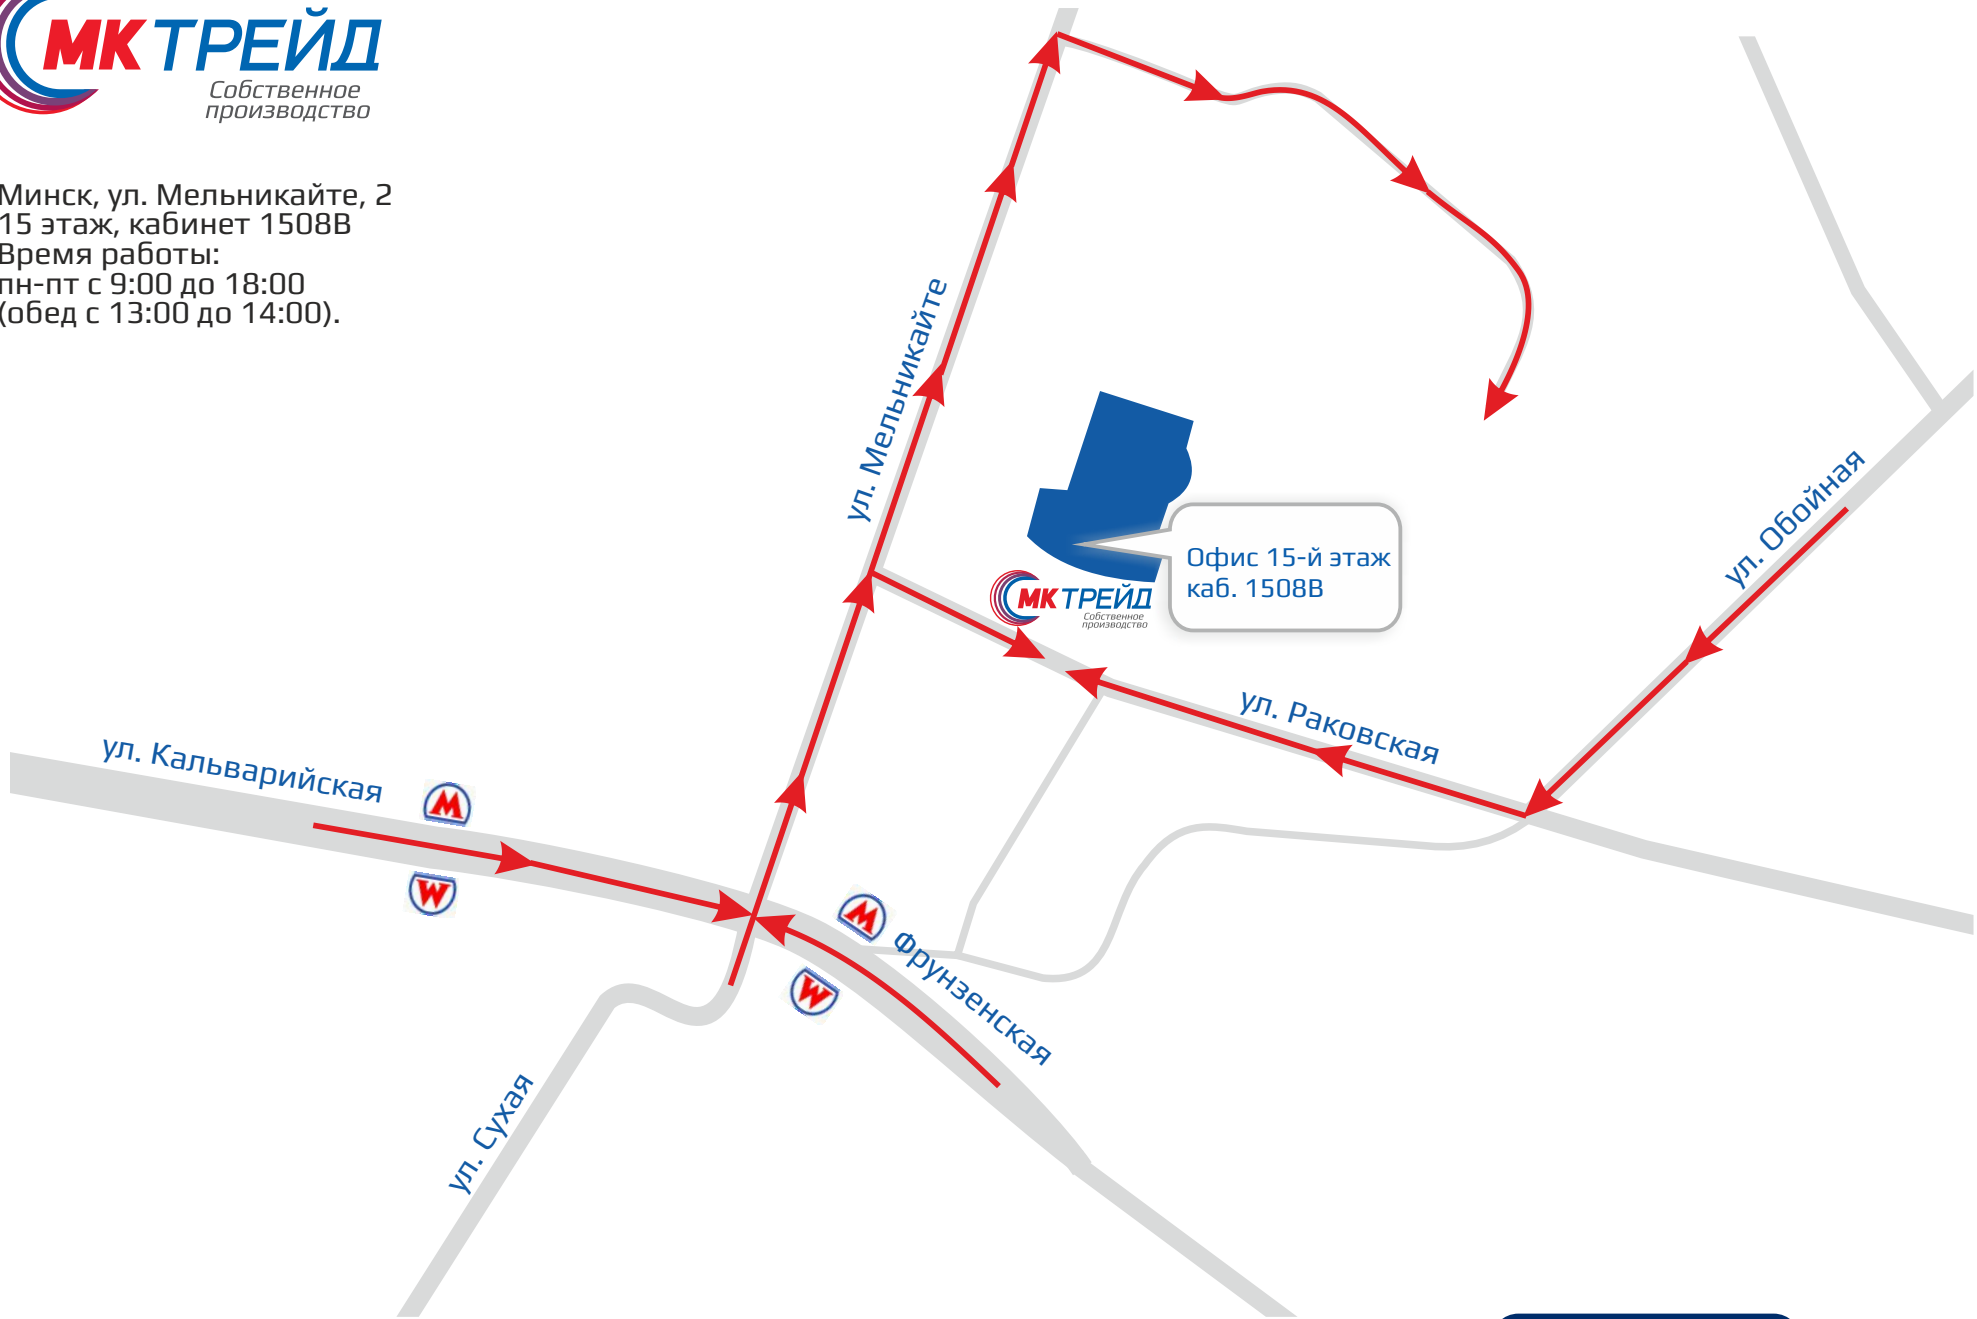 МК ТРЕЙД
Собственное
производство
Минск, ул. Мельникайте, 2
15 этаж, кабинет 1508В
Время работы:
пн-пт с 9:00 до 18:00
(обед с 13:00 до 14:00).
ул. Мельникайте
ул. Обойная
Офис 15-й этаж
каб. 1508В
МК ТРЕЙД
Собственное
производство
ул. Раковская
ул. Кальварийская
М
М
М
Фрунзенская
М
ул. Сухая